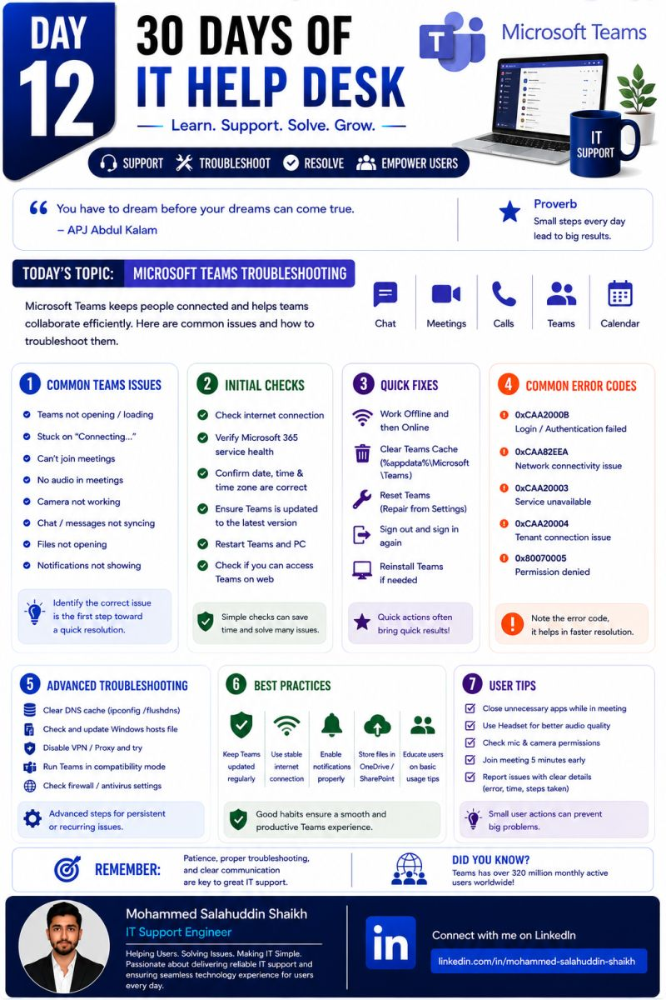 DAY
12
30 DAYS OF
IT HELP DESK
Learn. Support. Solve. Grow.
T
Microsoft Teams
IT
SUPPORT
SUPPORT
TROUBLESHOOT
RESOLVE
EMPOWER USERS
“ You have to dream before your dreams can come true.
– APJ Abdul Kalam
Proverb
Small steps every day
lead to big results.
TODAY'S TOPIC: MICROSOFT TEAMS TROUBLESHOOTING
Microsoft Teams keeps people connected and helps teams
collaborate efficiently. Here are common issues and how to
troubleshoot them.
Chat
Meetings
Calls
Teams
Calendar
1 COMMON TEAMS ISSUES
Teams not opening / loading
Stuck on “Connecting...”
Can't join meetings
No audio in meetings
Camera not working
Chat / messages not syncing
Files not opening
Notifications not showing
Identify the correct issue
is the first step toward
a quick resolution.
2 INITIAL CHECKS
Check internet connection
Verify Microsoft 365
service health
Confirm date, time &
time zone are correct
Ensure Teams is updated
to the latest version
Restart Teams and PC
Check if you can access
Teams on web
Simple checks can save
time and solve many issues.
3 QUICK FIXES
Work Offline and
then Online
Clear Teams Cache
(%appdata%\Microsoft
\Teams)
Reset Teams
(Repair from Settings)
Sign out and sign in
again
Reinstall Teams
if needed
Quick actions often
bring quick results!
4 COMMON ERROR CODES
0xCAA2000B
Login / Authentication failed
0xCAA82EEA
Network connectivity issue
0xCAA20003
Service unavailable
0xCAA20004
Tenant connection issue
0x80070005
Permission denied
Note the error code,
it helps in faster resolution.
5 ADVANCED TROUBLESHOOTING
Clear DNS cache (ipconfig /flushdns)
Check and update Windows hosts file
Disable VPN / Proxy and try
Run Teams in compatibility mode
Check firewall / antivirus settings
Advanced steps for persistent
or recurring issues.
6 BEST PRACTICES
Keep Teams
updated
regularly
Use stable
internet
connection
Enable
notifications
properly
Store files in
OneDrive /
SharePoint
Educate users
on basic
usage tips
Good habits ensure a smooth and
productive Teams experience.
7 USER TIPS
Close unnecessary apps while in meeting
Use Headset for better audio quality
Check mic & camera permissions
Join meeting 5 minutes early
Report issues with clear details
(error, time, steps taken)
Small user actions can prevent
big problems.
REMEMBER:
Patience, proper troubleshooting,
and clear communication
are key to great IT support.
DID YOU KNOW?
Teams has over 320 million monthly active
users worldwide!
Mohammed Salahuddin Shaikh
IT Support Engineer
Helping Users. Solving Issues. Making IT Simple.
Passionate about delivering reliable IT support and
ensuring seamless technology experience for users
every day.
in
Connect with me on LinkedIn
linkedin.com/in/mohammed-salahuddin-shaikh